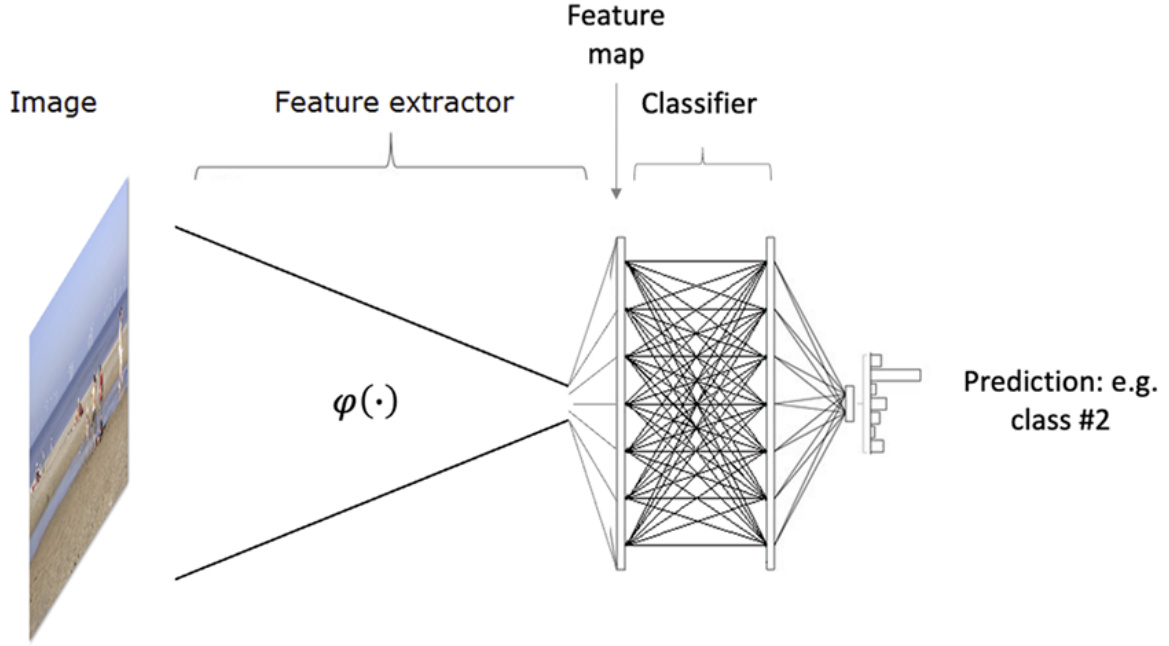 Feature
map
Image
Feature extractor
Classifier
φ(·)
Prediction: e.g.
class #2